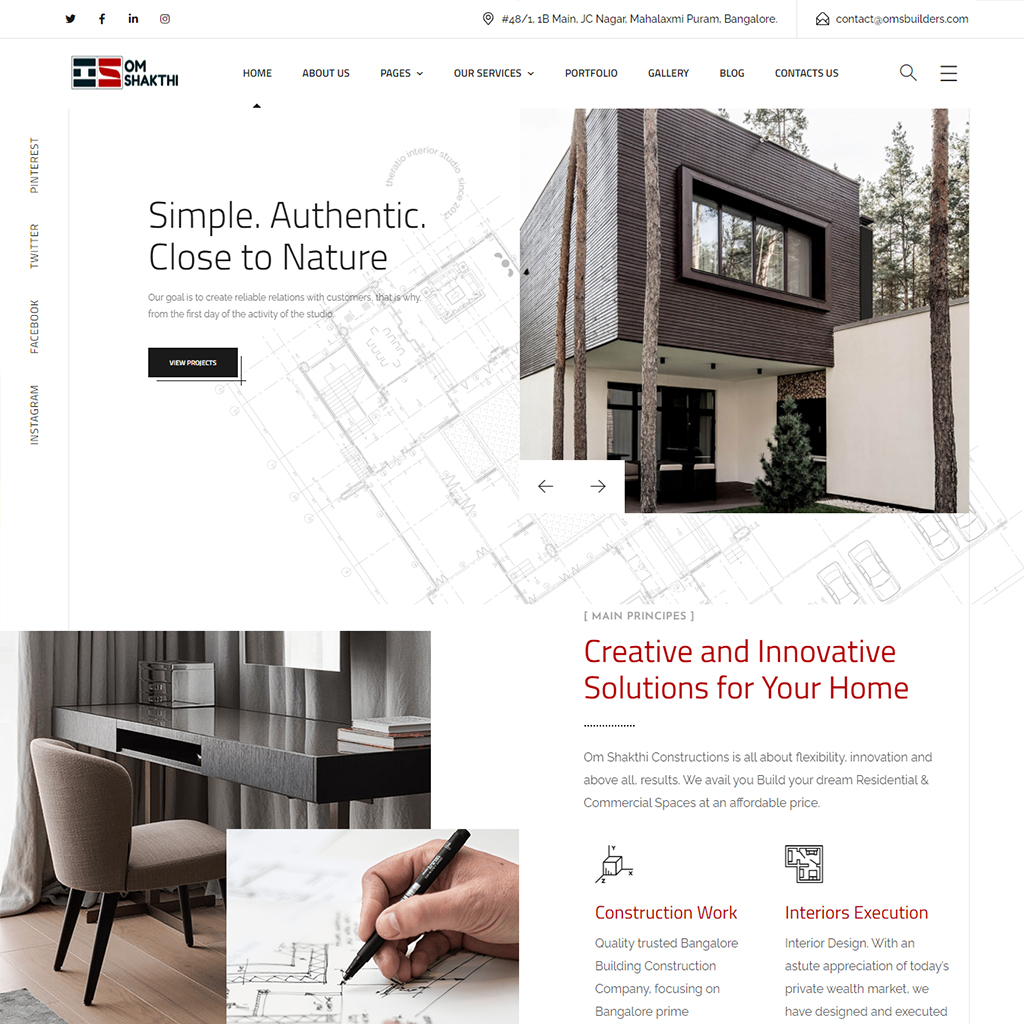 #48/1, 1B Main, JC Nagar, Mahalaxmi Puram, Bangalore.
contact@omsbuilders.com
OS OM
SHAKTHI
HOME
ABOUT US
PAGES
OUR SERVICES
PORTFOLIO
GALLERY
BLOG
CONTACTS US
PINTEREST
TWITTER
FACEBOOK
INSTAGRAM
theratio interior studio since 2012
Simple. Authentic.
Close to Nature
Our goal is to create reliable relations with customers, that is why,
from the first day of the activity of the studio.
VIEW PROJECTS
[ MAIN PRINCIPES ]
Creative and Innovative
Solutions for Your Home
Om Shakthi Constructions is all about flexibility, innovation and
above all, results. We avail you Build your dream Residential &
Commercial Spaces at an affordable price.
Y
X
Z
Construction Work
Quality trusted Bangalore
Building Construction
Company, focusing on
Bangalore prime
Interiors Execution
Interior Design. With an
astute appreciation of today's
private wealth market, we
have designed and executed